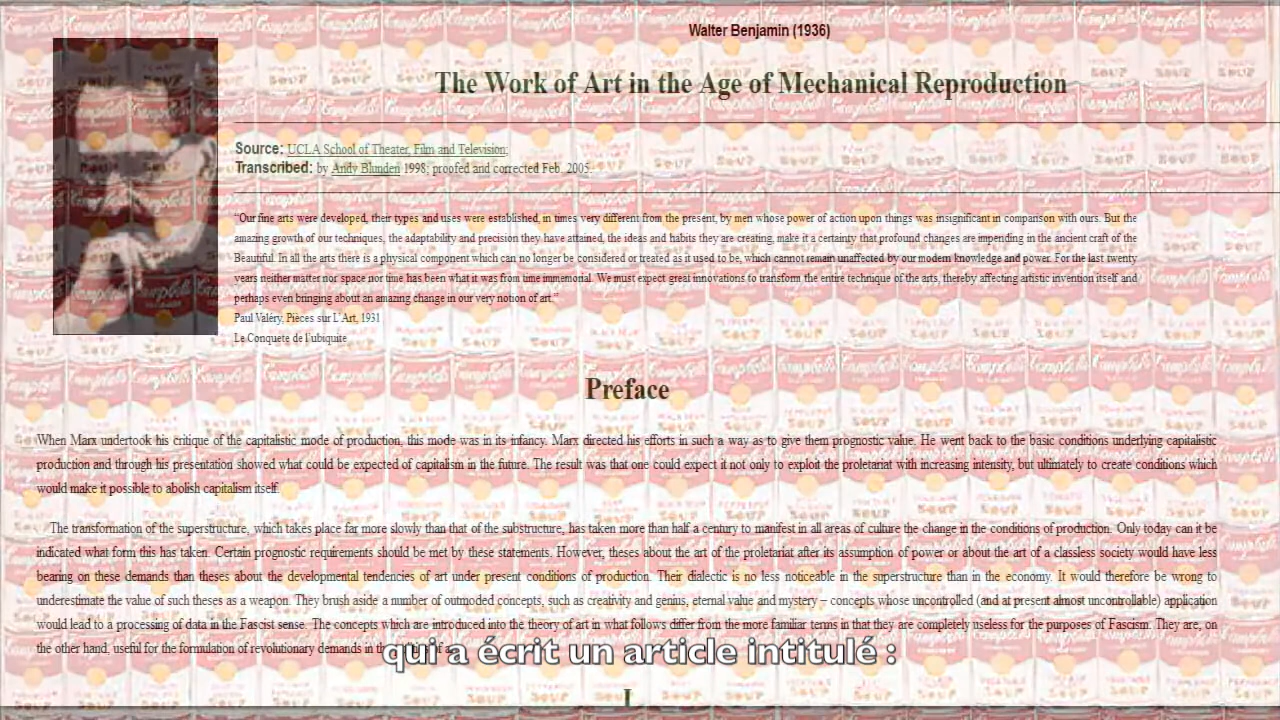 Walter Benjamin (1936)
The Work of Art in the Age of Mechanical Reproduction
Source: UCLA School of Theater, Film and Television;
Transcribed: by Andy Blunden 1998; proofed and corrected Feb. 2005.
“Our fine arts were developed, their types and uses were established, in times very different from the present, by men whose power of action upon things was insignificant in comparison with ours. But the
amazing growth of our techniques, the adaptability and precision they have attained, the ideas and habits they are creating, make it a certainty that profound changes are impending in the ancient craft of the
Beautiful. In all the arts there is a physical component which can no longer be considered or treated as it used to be, which cannot remain unaffected by our modern knowledge and power. For the last twenty
years neither matter nor space nor time has been what it was from time immemorial. We must expect great innovations to transform the entire technique of the arts, thereby affecting artistic invention itself and
perhaps even bringing about an amazing change in our very notion of art.”
Paul Valéry, Pièces sur L’Art, 1931
Le Conquete de l’ubiquite
Preface
When Marx undertook his critique of the capitalistic mode of production, this mode was in its infancy. Marx directed his efforts in such a way as to give them prognostic value. He went back to the basic conditions underlying capitalistic
production and through his presentation showed what could be expected of capitalism in the future. The result was that one could expect it not only to exploit the proletariat with increasing intensity, but ultimately to create conditions which
would make it possible to abolish capitalism itself.
The transformation of the superstructure, which takes place far more slowly than that of the substructure, has taken more than half a century to manifest in all areas of culture the change in the conditions of production. Only today can it be
indicated what form this has taken. Certain prognostic requirements should be met by these statements. However, theses about the art of the proletariat after its assumption of power or about the art of a classless society would have less
bearing on these demands than theses about the developmental tendencies of art under present conditions of production. Their dialectic is no less noticeable in the superstructure than in the economy. It would therefore be wrong to
underestimate the value of such theses as a weapon. They brush aside a number of outmoded concepts, such as creativity and genius, eternal value and mystery – concepts whose uncontrolled (and at present almost uncontrollable) application
would lead to a processing of data in the Fascist sense. The concepts which are introduced into the theory of art in what follows differ from the more familiar terms in that they are completely useless for the purposes of Fascism. They are, on
the other hand, useful for the formulation of revolutionary demands in the
qui a écrit un article intitulé :
I